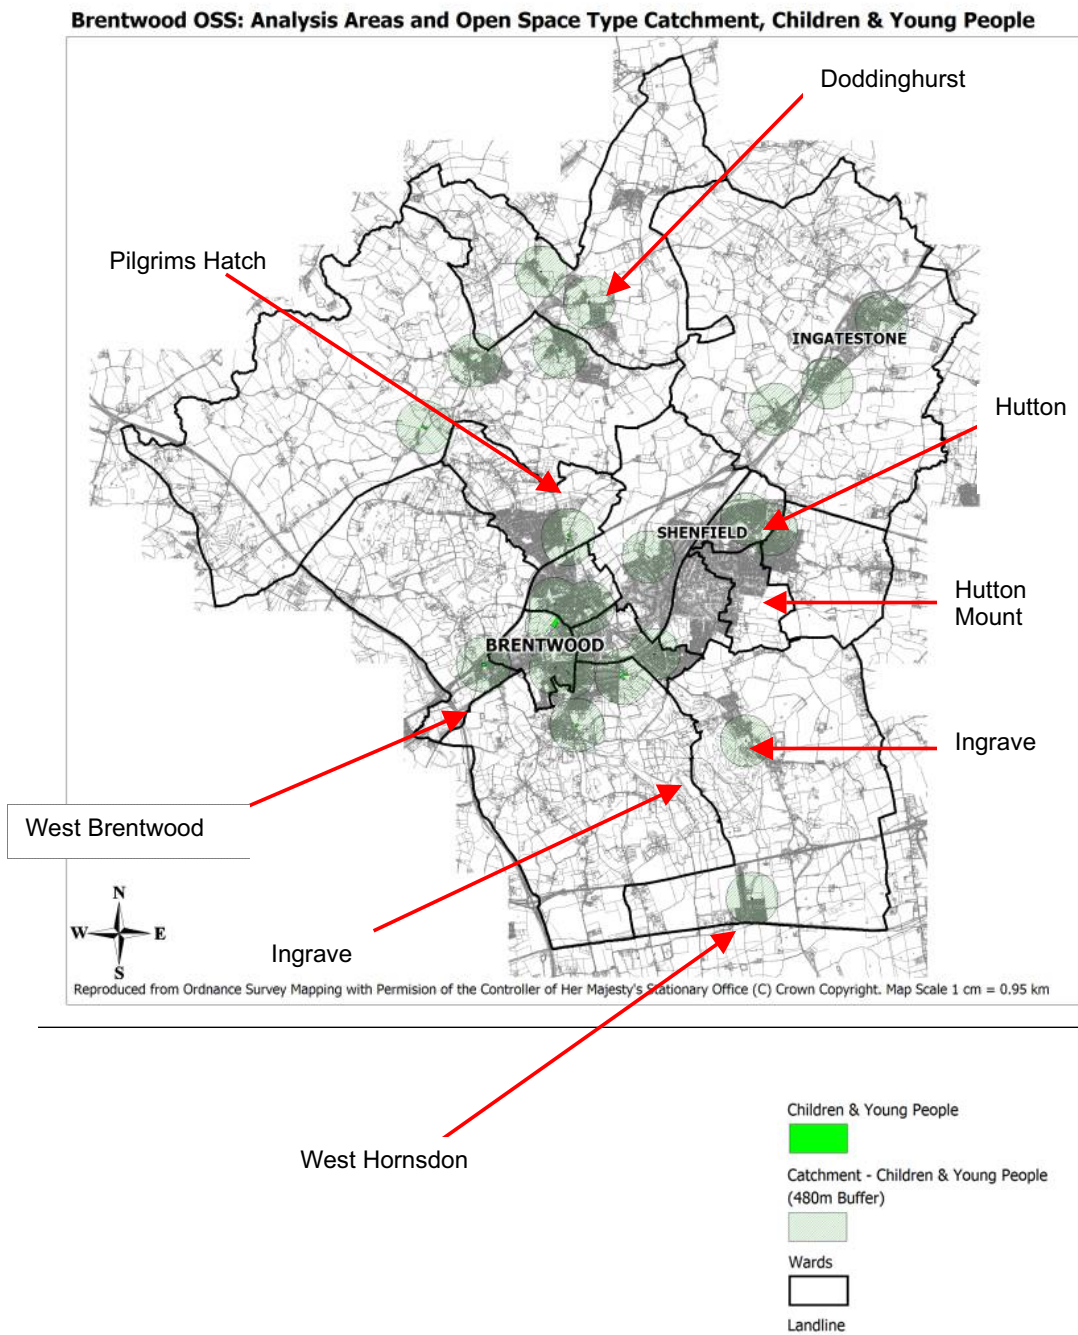 Brentwood OSS: Analysis Areas and Open Space Type Catchment, Children & Young People
Doddinghurst
Pilgrims Hatch
INGATESTONE
Hutton
SHENFIELD
Hutton
Mount
BRENTWOOD
Ingrave
West Brentwood
N
W E
S
Ingrave
Reproduced from Ordnance Survey Mapping with Permision of the Controller of Her Majesty's Stationary Office (C) Crown Copyright. Map Scale 1 cm = 0.95 km
West Hornsdon
Children & Young People
Catchment - Children & Young People
(480m Buffer)
Wards
Landline